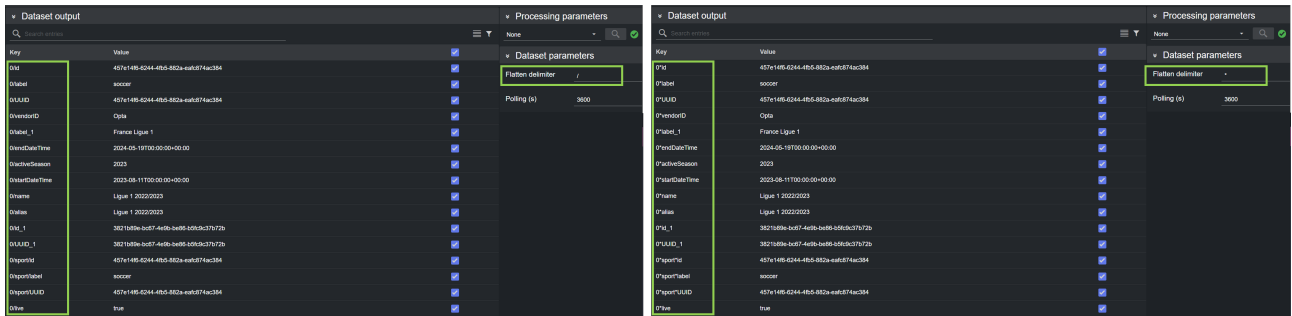 Dataset output
Search entries
Key Value
0/id 457e14f6-6244-4fb5-882a-eafc874ac384
0/label soccer
0/UUID 457e14f6-6244-4fb5-882a-eafc874ac384
0/vendorID Opta
0/label_1 France Ligue 1
0/endDateTime 2024-05-19T00:00:00+00:00
0/activeSeason 2023
0/startDateTime 2023-08-11T00:00:00+00:00
0/name Ligue 1 2022/2023
0/alias Ligue 1 2022/2023
0/id_1 3821b89e-bc67-4e9b-be86-b5fc9c37b72b
0/UUID_1 3821b89e-bc67-4e9b-be86-b5fc9c37b72b
0/sport/id 457e14f6-6244-4fb5-882a-eafc874ac384
0/sport/label soccer
0/sport/UUID 457e14f6-6244-4fb5-882a-eafc874ac384
0/live true
Processing parameters
None
Dataset parameters
Flatten delimiter /
Polling (s) 3600
Dataset output
Search entries
Key Value
0*id 457e14f6-6244-4fb5-882a-eafc874ac384
0*label soccer
0*UUID 457e14f6-6244-4fb5-882a-eafc874ac384
0*vendorID Opta
0*label_1 France Ligue 1
0*endDateTime 2024-05-19T00:00:00+00:00
0*activeSeason 2023
0*startDateTime 2023-08-11T00:00:00+00:00
0*name Ligue 1 2022/2023
0*alias Ligue 1 2022/2023
0*id_1 3821b89e-bc67-4e9b-be86-b5fc9c37b72b
0*UUID_1 3821b89e-bc67-4e9b-be86-b5fc9c37b72b
0*sport*id 457e14f6-6244-4fb5-882a-eafc874ac384
0*sport*label soccer
0*sport*UUID 457e14f6-6244-4fb5-882a-eafc874ac384
0*live true
Processing parameters
None
Dataset parameters
Flatten delimiter *
Polling (s) 3600